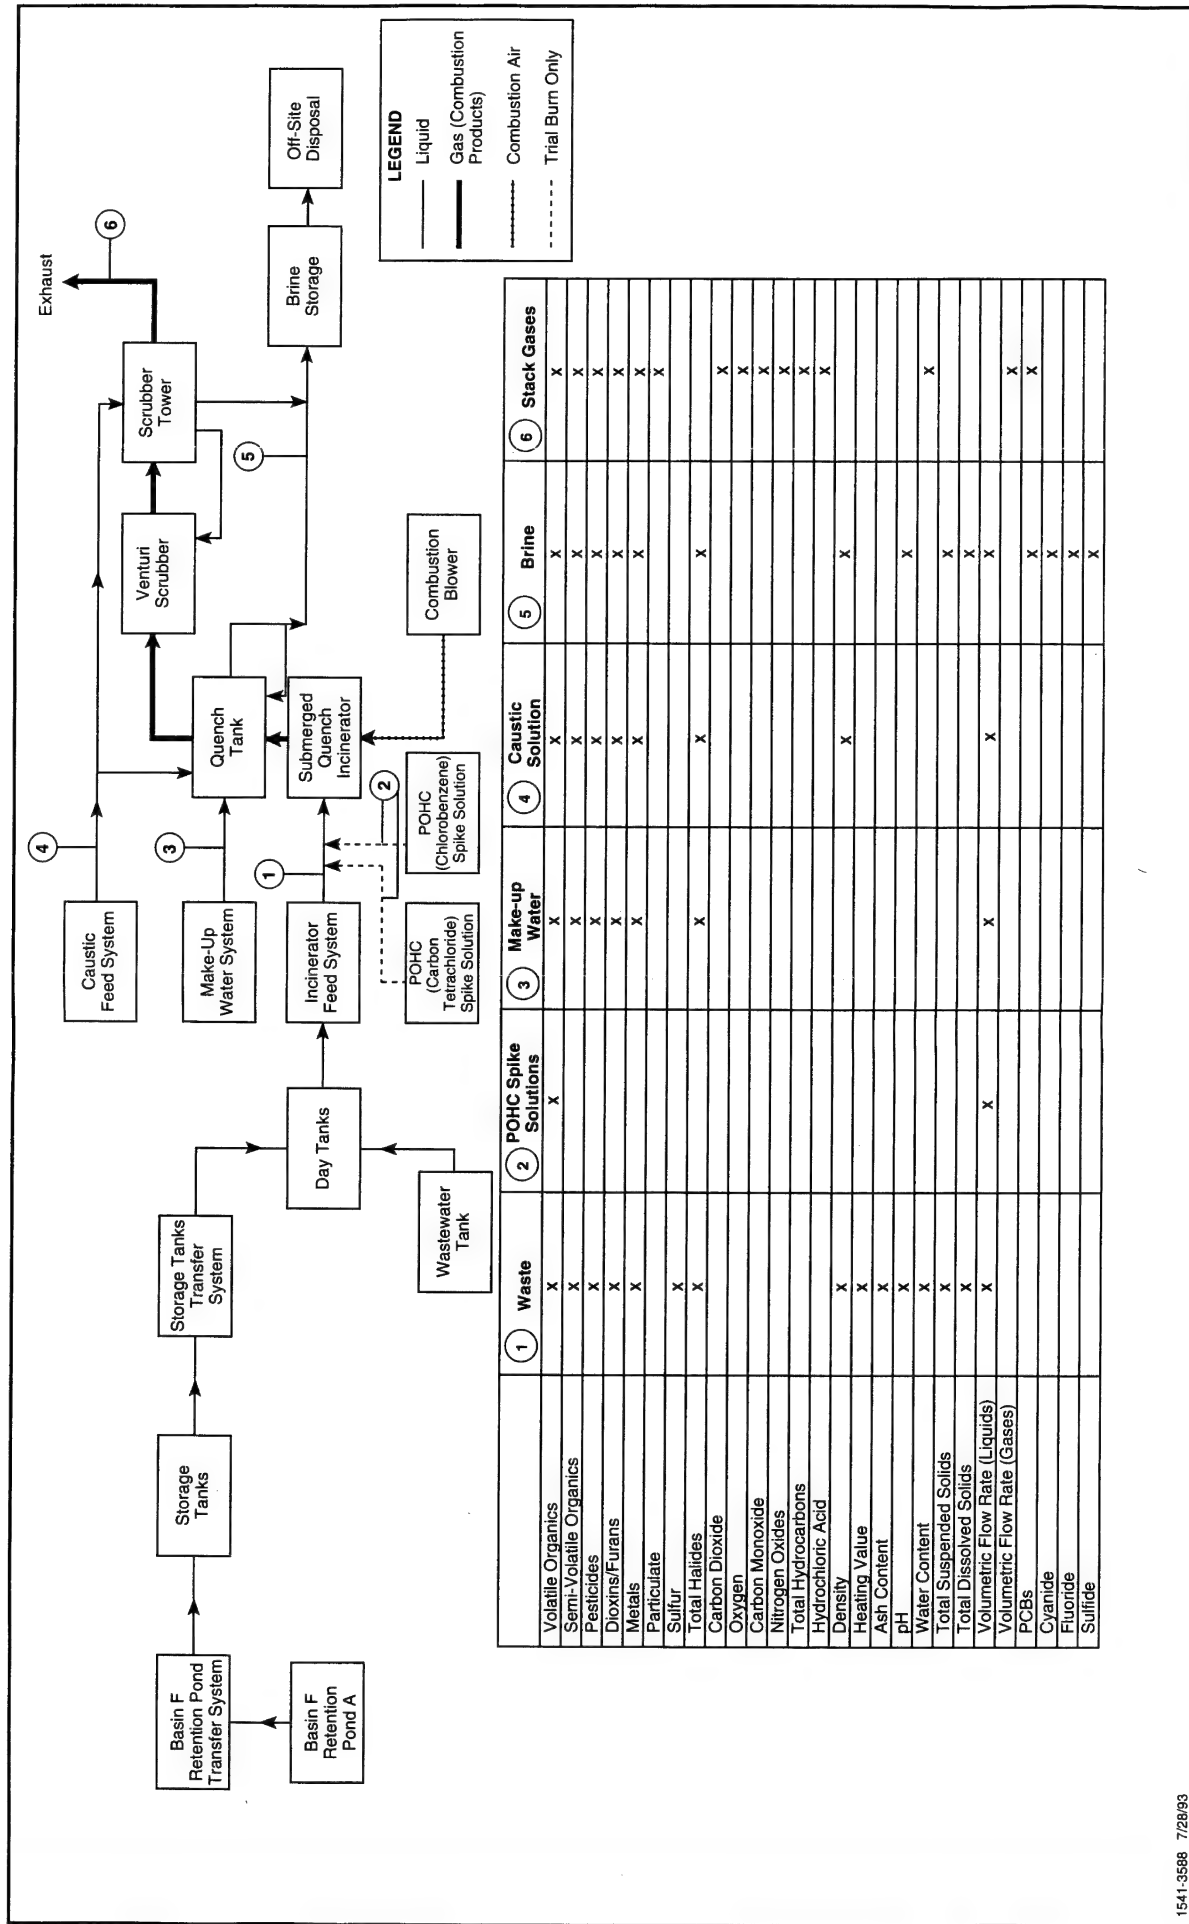 Exhaust
6
4
Caustic
Feed System
Scrubber
Tower
Venturi
Scrubber
5
3
Make-Up
Water System
Quench
Tank
Brine
Storage
Off-Site
Disposal
Basin F
Retention Pond
Transfer System
Storage
Tanks
Storage Tanks
Transfer
System
1
Incinerator
Feed System
Submerged
Quench
Incinerator
2
Day Tanks
Basin F
Retention
Pond A
Wastewater
Tank
POHC
(Carbon
Tetrachloride)
Spike Solution
POHC
(Chlorobenzene)
Spike Solution
Combustion
Blower
LEGEND
Liquid
Gas (Combustion
Products)
Combustion Air
Trial Burn Only
1 Waste 2 POHC Spike Solutions 3 Make-up Water 4 Caustic Solution 5 Brine 6 Stack Gases
Volatile Organics X X X X X X
Semi-Volatile Organics X X X X X
Pesticides X X X X X
Dioxins/Furans X X X X X
Metals X X X X X
Particulate X
Sulfur X
Total Halides X X X X
Carbon Dioxide X
Oxygen X
Carbon Monoxide X
Nitrogen Oxides X
Total Hydrocarbons X
Hydrochloric Acid X
Density X X X
Heating Value X
Ash Content X
pH X X
Water Content X X
Total Suspended Solids X X
Total Dissolved Solids X X
Volumetric Flow Rate (Liquids) X X X X X
Volumetric Flow Rate (Gases) X
PCBs X X
Cyanide X
Fluoride X
Sulfide X
1541-3588 7/28/93